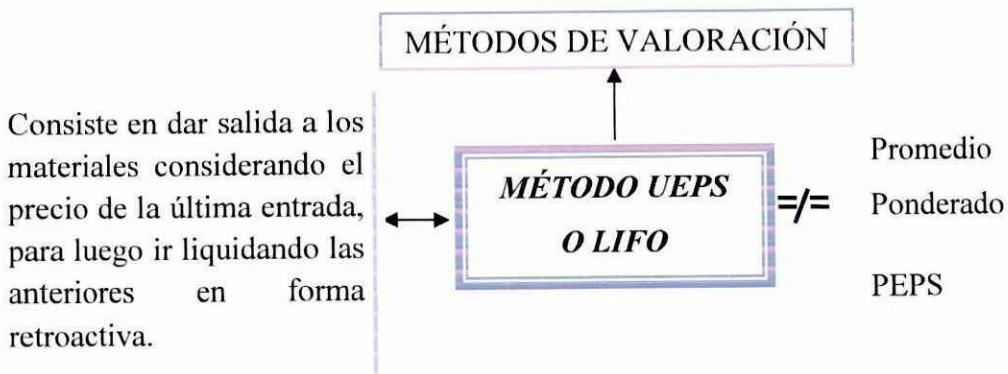 MÉTODOS DE VALORACIÓN
Consiste en dar salida a los
materiales considerando el
precio de la última entrada,
para luego ir liquidando las
anteriores en forma
retroactiva.
MÉTODO UEPS
O LIFO
=/=
Promedio
Ponderado
PEPS